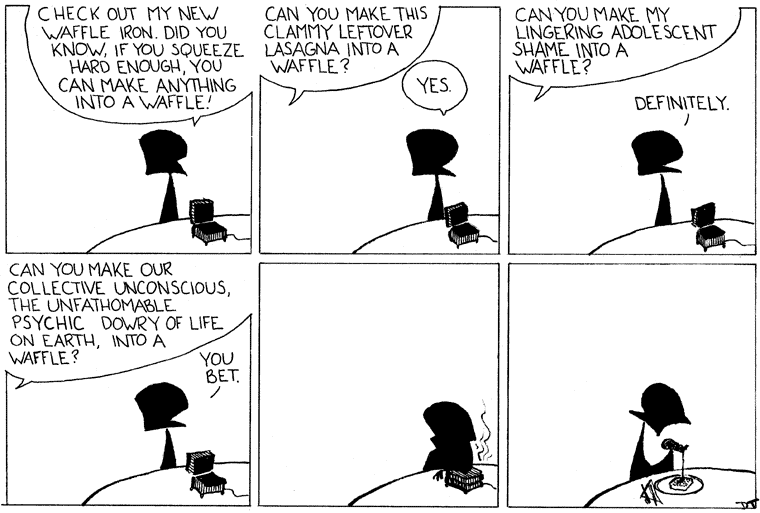 CHECK OUT MY NEW
WAFFLE IRON. DID YOU
KNOW, IF YOU SQUEEZE
HARD ENOUGH, YOU
CAN MAKE ANYTHING
INTO A WAFFLE!
CAN YOU MAKE THIS
CLAMMY LEFTOVER
LASAGNA INTO A
WAFFLE?
YES.
CAN YOU MAKE MY
LINGERING ADOLESCENT
SHAME INTO A
WAFFLE?
DEFINITELY.
CAN YOU MAKE OUR
COLLECTIVE UNCONSCIOUS,
THE UNFATHOMABLE
PSYCHIC DOWRY OF LIFE
ON EARTH, INTO A
WAFFLE?
YOU
BET.